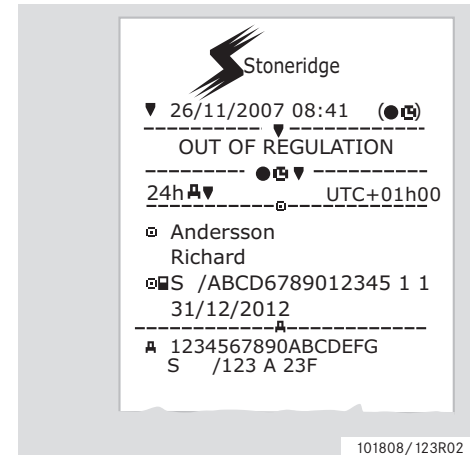 Stoneridge
▼ 26/11/2007 08:41 (●◷)
OUT OF REGULATION
24h ▼ UTC+01h00
Andersson
Richard
S /ABCD6789012345 1 1
31/12/2012
1234567890ABCDEFG
S /123 A 23F
101808/123R02